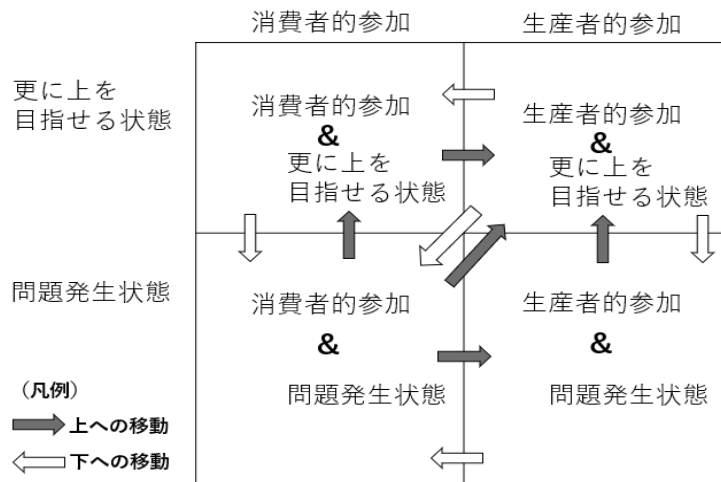 消費者的参加
生産者的参加
更に上を
目指せる状態
消費者的参加
&
更に上を
目指せる状態
生産者的参加
&
更に上を
目指せる状態
問題発生状態
消費者的参加
&
問題発生状態
生産者的参加
&
問題発生状態
（凡例）
上への移動
下への移動